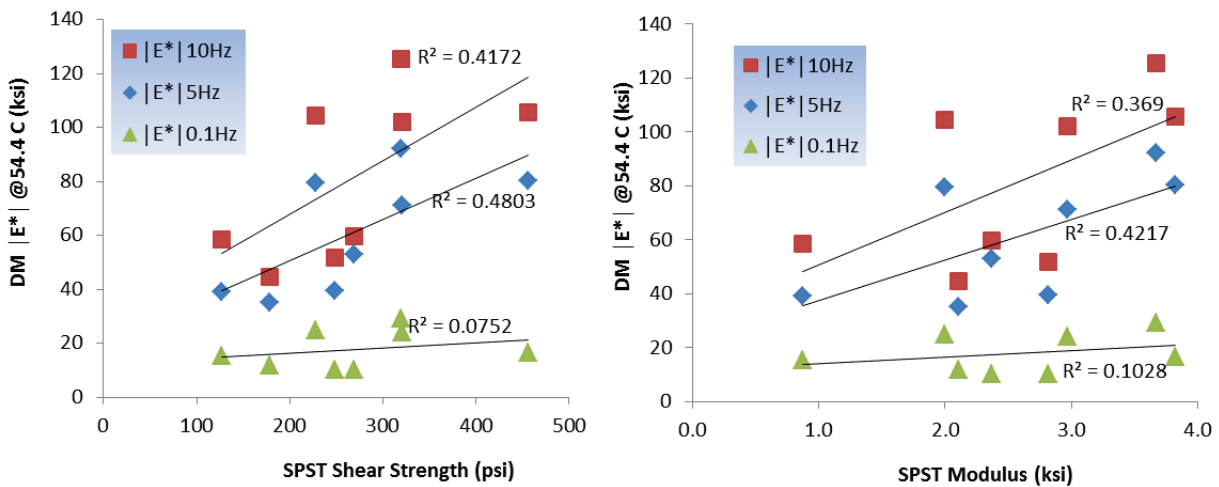 140
120
100
80
60
40
20
0
DM |E*| @54.4 C (ksi)
|E*| 10Hz
|E*| 5Hz
|E*| 0.1Hz
R² = 0.4172
R² = 0.4803
R² = 0.0752
0 100 200 300 400 500
SPST Shear Strength (psi)
140
120
100
80
60
40
20
0
DM |E*| @54.4 C (ksi)
|E*| 10Hz
|E*| 5Hz
|E*| 0.1Hz
R² = 0.369
R² = 0.4217
R² = 0.1028
0.0 1.0 2.0 3.0 4.0
SPST Modulus (ksi)